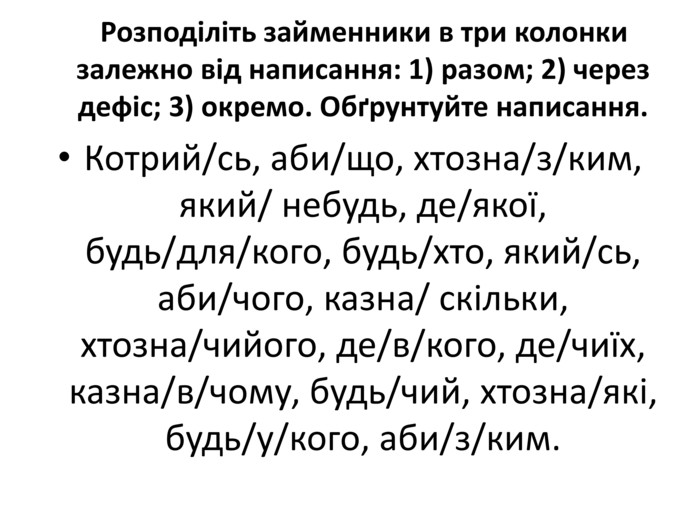 Розподіліть займенники в три колонки
залежно від написання: 1) разом; 2) через
дефіс; 3) окремо. Обґрунтуйте написання.
• Котрий/сь, аби/що, хтозна/з/ким,
який/ небудь, де/якої,
будь/для/кого, будь/хто, який/сь,
аби/чого, казна/ скільки,
хтозна/чийого, де/в/кого, де/чиїх,
казна/в/чому, будь/чий, хтозна/які,
будь/у/кого, аби/з/ким.